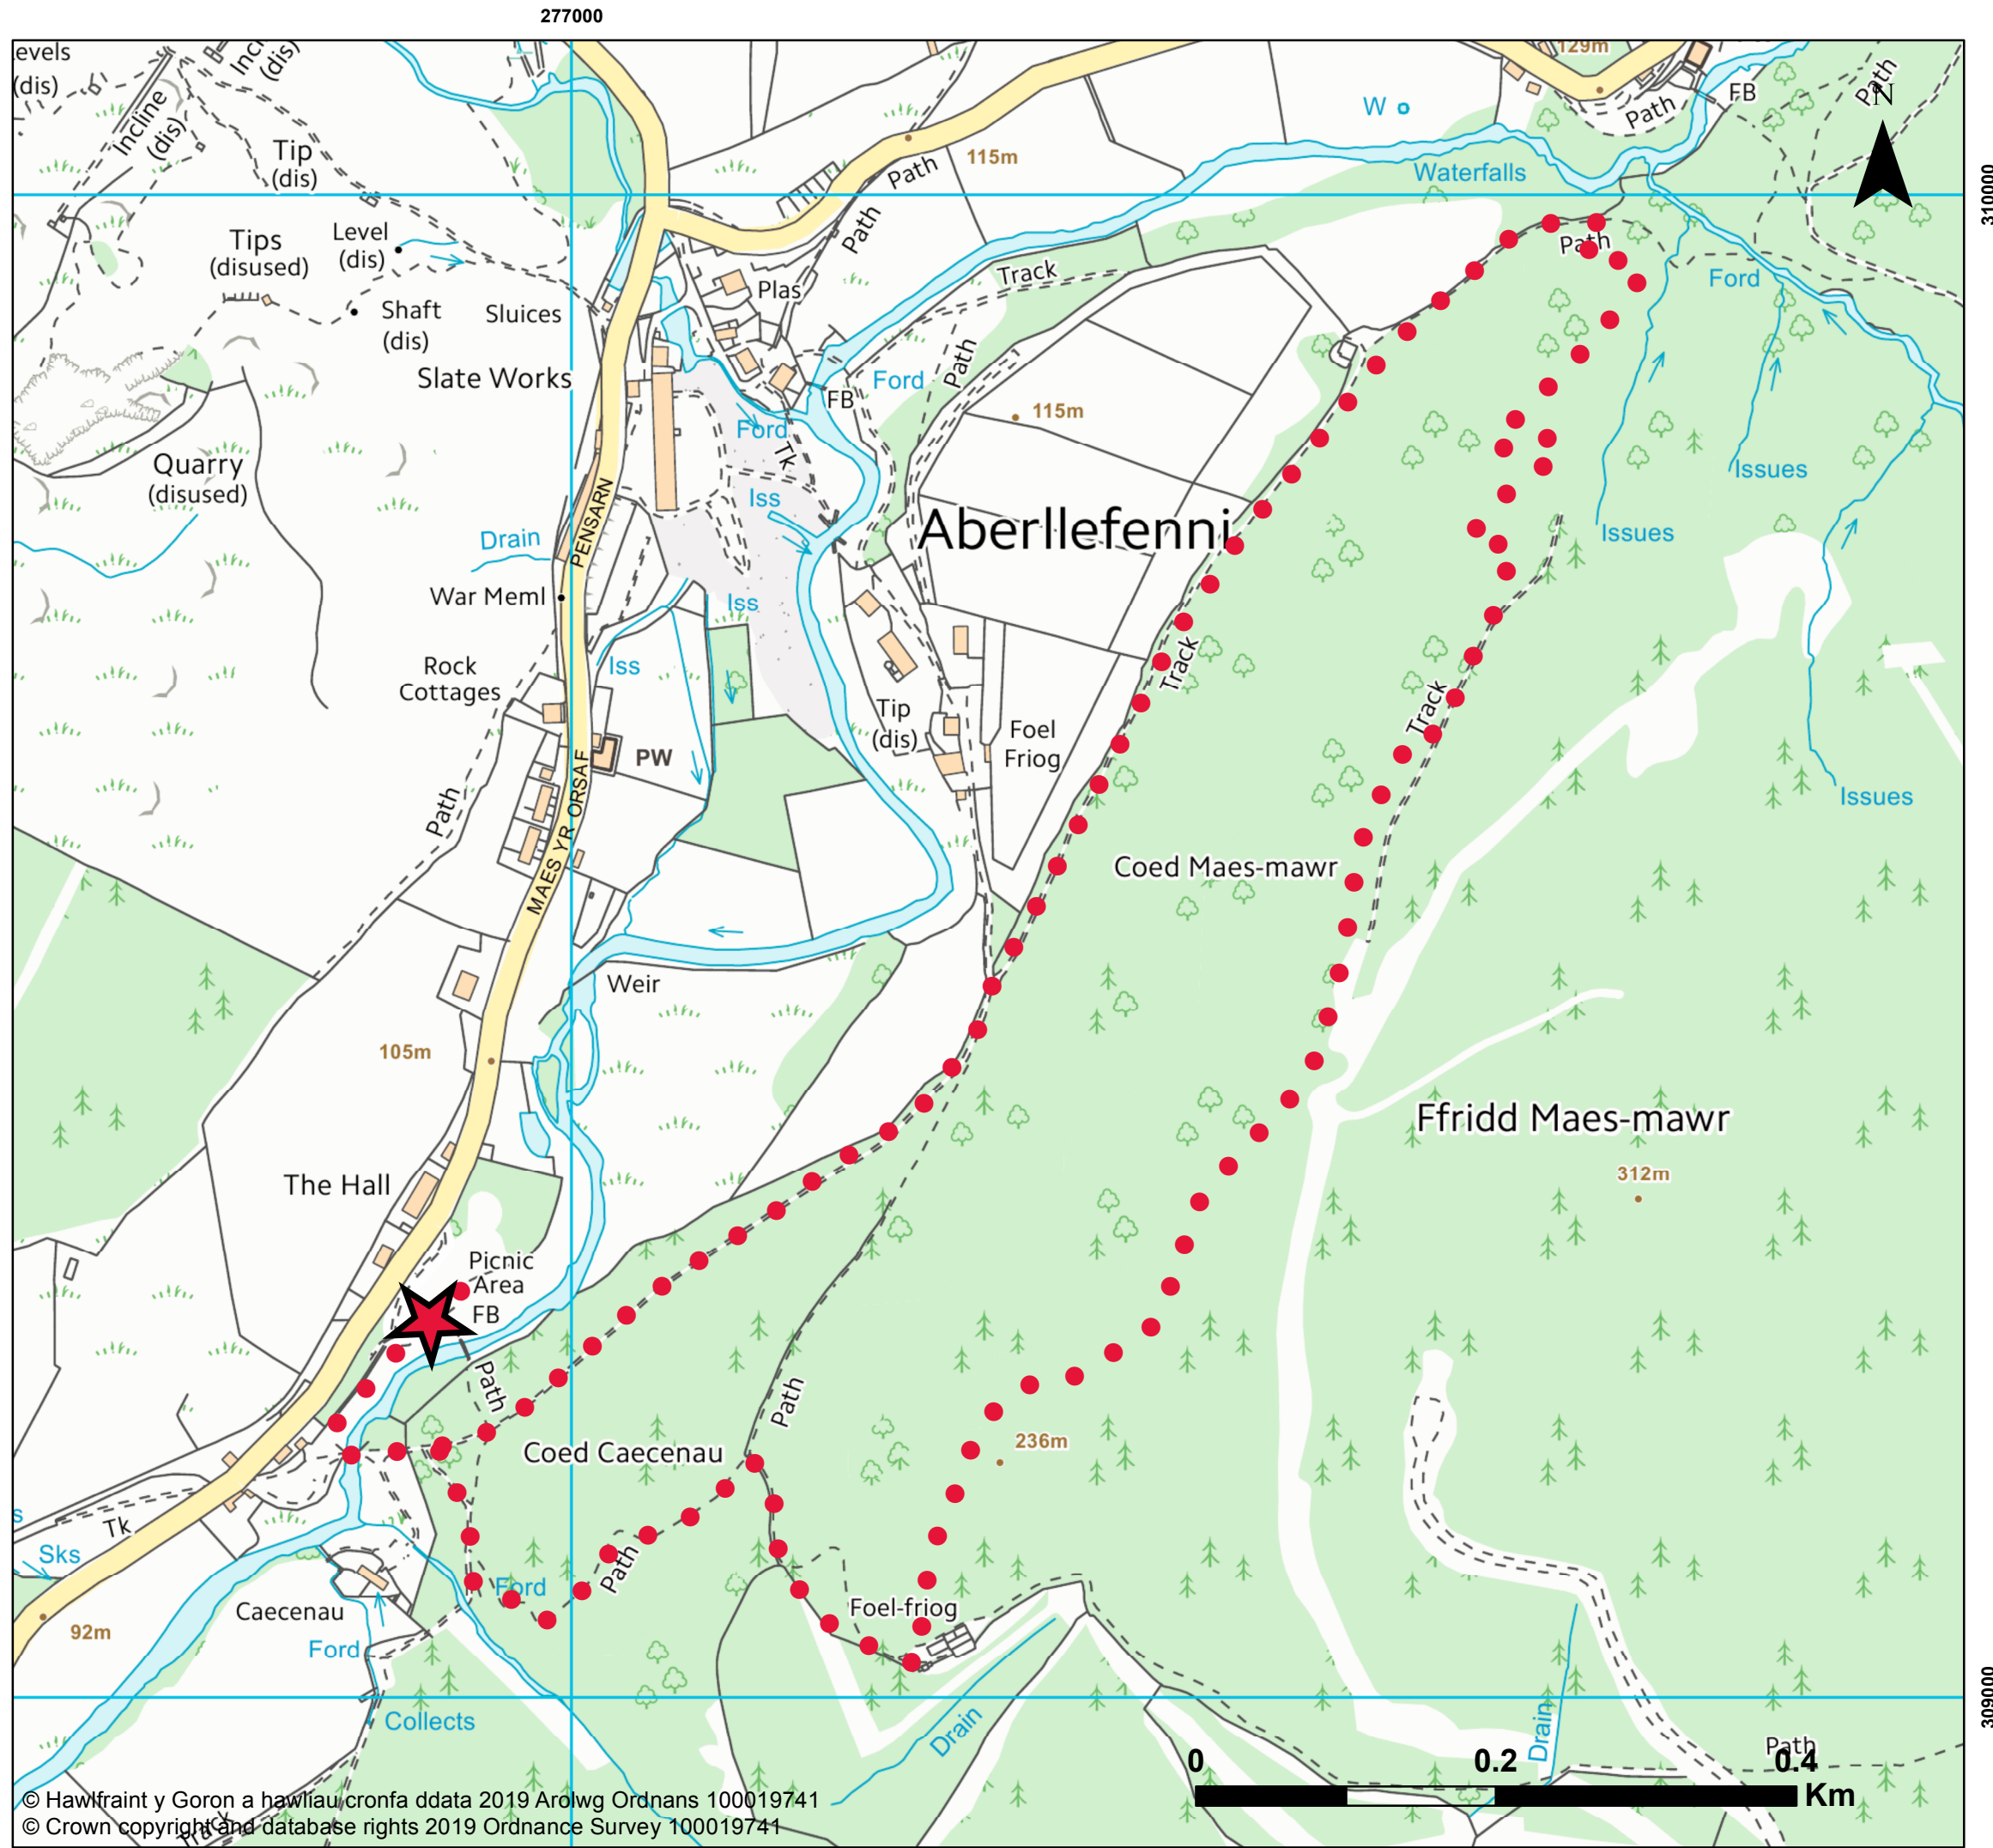 277000
310000
309000
evels
(dis)
Incl
(dis)
Incline
(dis)
Tip
(dis)
Tips
(disused)
Level
(dis)
Shaft
(dis)
Sluices
Slate Works
Quarry
(disused)
Drain
War Meml
PENSARN
Rock
Cottages
Path
MAES YR ORSAF
PW
Iss
Iss
Iss
Plas
Path
Path
115m
Track
Path
Ford
FB
Ford
Tk
115m
Aberllefenni
Tip
(dis)
Foel
Friog
Track
W
Waterfalls
129m
Path
FB
Path
N
Path
Ford
Issues
Issues
Issues
Track
Coed Maes-mawr
Weir
105m
The Hall
Picnic
Area
FB
Path
Ffridd Maes-mawr
312m
236m
Coed Caecenau
Path
Path
Ford
Foel-friog
Tk
s
Sks
92m
Caecenau
Ford
Collects
Drain
Drain
Path
Track
0 0.2 0.4
Km
© Hawlfraint y Goron a hawliau cronfa ddata 2019 Arolwg Ordnans 100019741
© Crown copyright and database rights 2019 Ordnance Survey 100019741